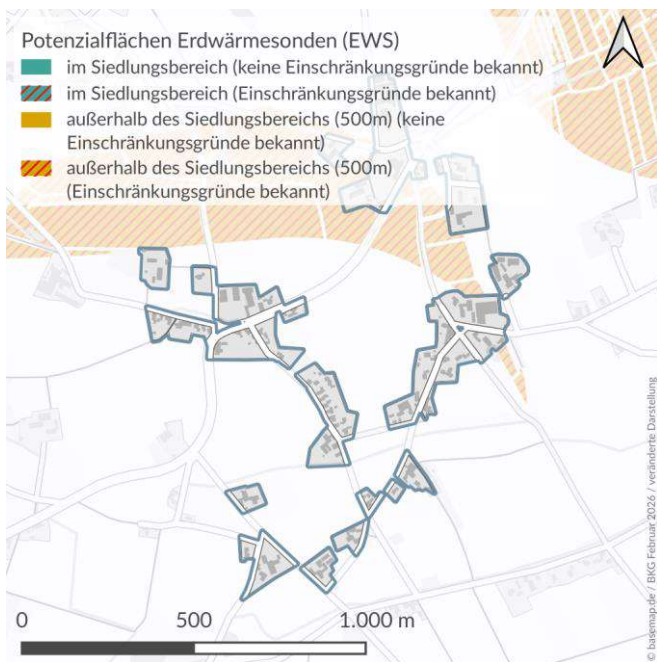 Potenzialflächen Erdwärmesonden (EWS)
im Siedlungsbereich (keine Einschränkungsgründe bekannt)
im Siedlungsbereich (Einschränkungsgründe bekannt)
außerhalb des Siedlungsbereichs (500m) (keine
Einschränkungsgründe bekannt)
außerhalb des Siedlungsbereichs (500m)
(Einschränkungsgründe bekannt)
0 500 1.000 m
© basemap.de / BKG Februar 2026 / veränderte Darstellung